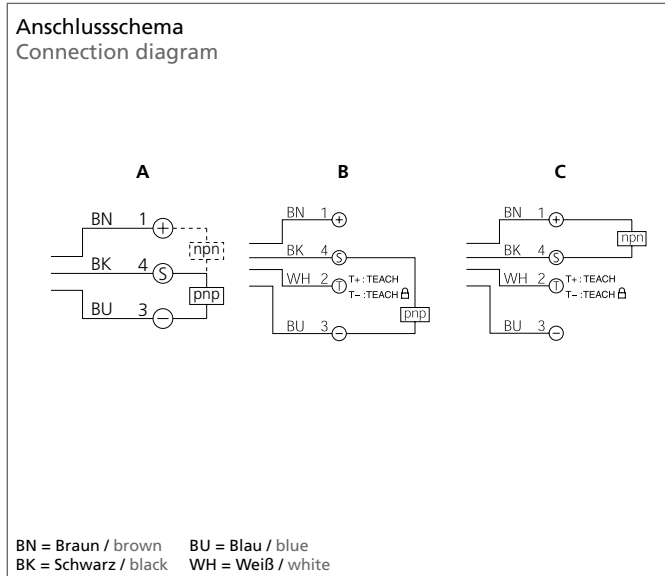 Anschlussschema
Connection diagram
A
BN 1 +
npn
BK 4 S
pnp
BU 3 −
B
BN 1 +
BK 4 S
WH 2 T T+ : TEACH
T− : TEACH
pnp
BU 3 −
C
BN 1 +
npn
BK 4 S
WH 2 T T+ : TEACH
T− : TEACH
BU 3 −
BN = Braun / brown BU = Blau / blue
BK = Schwarz / black WH = Weiß / white